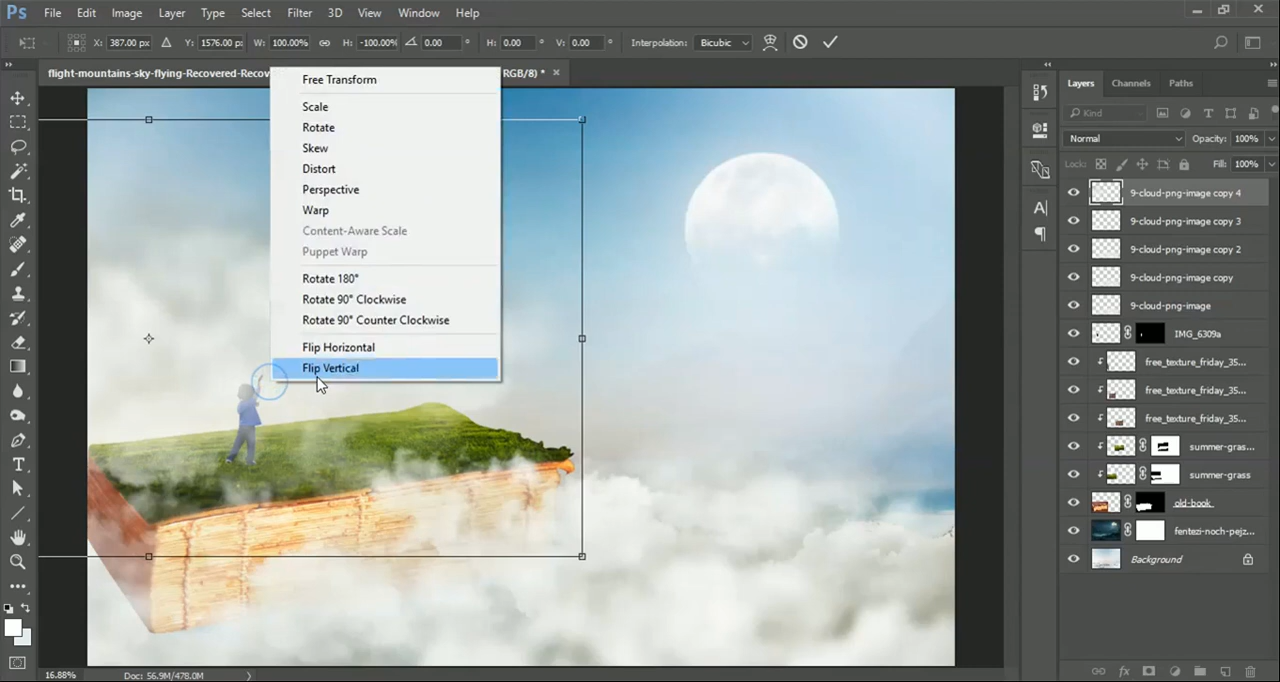 Ps File Edit Image Layer Type Select Filter 3D View Window Help
X: 387.00 px Y: 1576.00 px W: 100.00% H: -100.00% 0.00 ° H: 0.00 ° V: 0.00 ° Interpolation: Bicubic
flight-mountains-sky-flying-Recovered-Recov RGB/8) * ×
Free Transform
Scale
Rotate
Skew
Distort
Perspective
Warp
Content-Aware Scale
Puppet Warp
Rotate 180°
Rotate 90° Clockwise
Rotate 90° Counter Clockwise
Flip Horizontal
Flip Vertical
Layers Channels Paths
Kind
Normal Opacity: 100%
Lock: Fill: 100%
9-cloud-png-image copy 4
9-cloud-png-image copy 3
9-cloud-png-image copy 2
9-cloud-png-image copy
9-cloud-png-image
IMG_6309a
free_texture_friday_35...
free_texture_friday_35...
free_texture_friday_35...
summer-gras...
summer-grass
old-book
fentezi-noch-pejz...
Background
16.88% Doc: 56.9M/478.0M